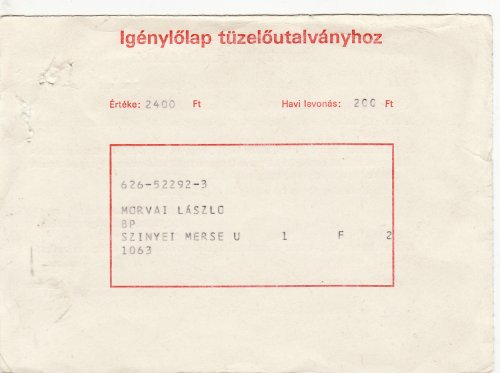 Igénylőlap tüzelőutalványhoz
Értéke: 2400 Ft Havi levonás: 200 Ft
626-52292-3
MORVAI LÁSZLÓ
BP
SZINYEI MERSE U 1 F 2
1063